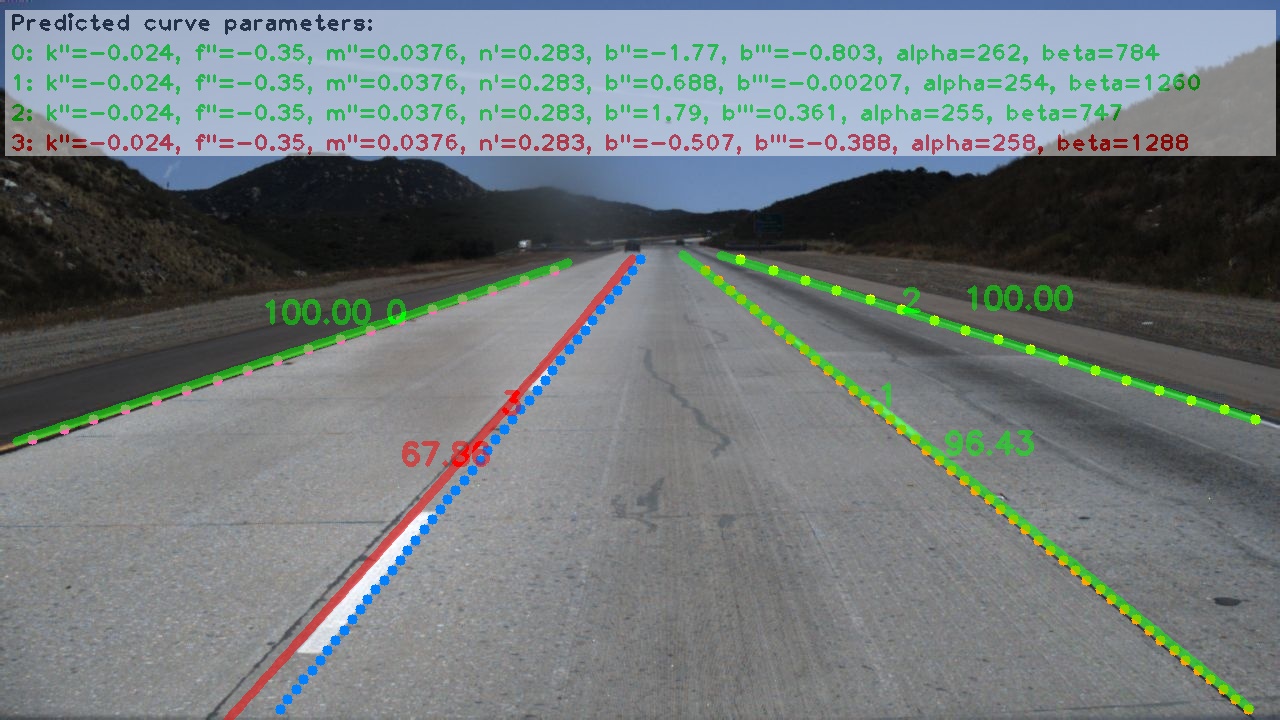 Predicted curve parameters:
0: k''=-0.024, f''=-0.35, m''=0.0376, n'=0.283, b''=-1.77, b'''=-0.803, alpha=262, beta=784
1: k''=-0.024, f''=-0.35, m''=0.0376, n'=0.283, b''=0.688, b'''=-0.00207, alpha=254, beta=1260
2: k''=-0.024, f''=-0.35, m''=0.0376, n'=0.283, b''=1.79, b'''=0.361, alpha=255, beta=747
3: k''=-0.024, f''=-0.35, m''=0.0376, n'=0.283, b''=-0.507, b'''=-0.388, alpha=258, beta=1288
100.00 0
2 100.00
3
1
67.86
96.43